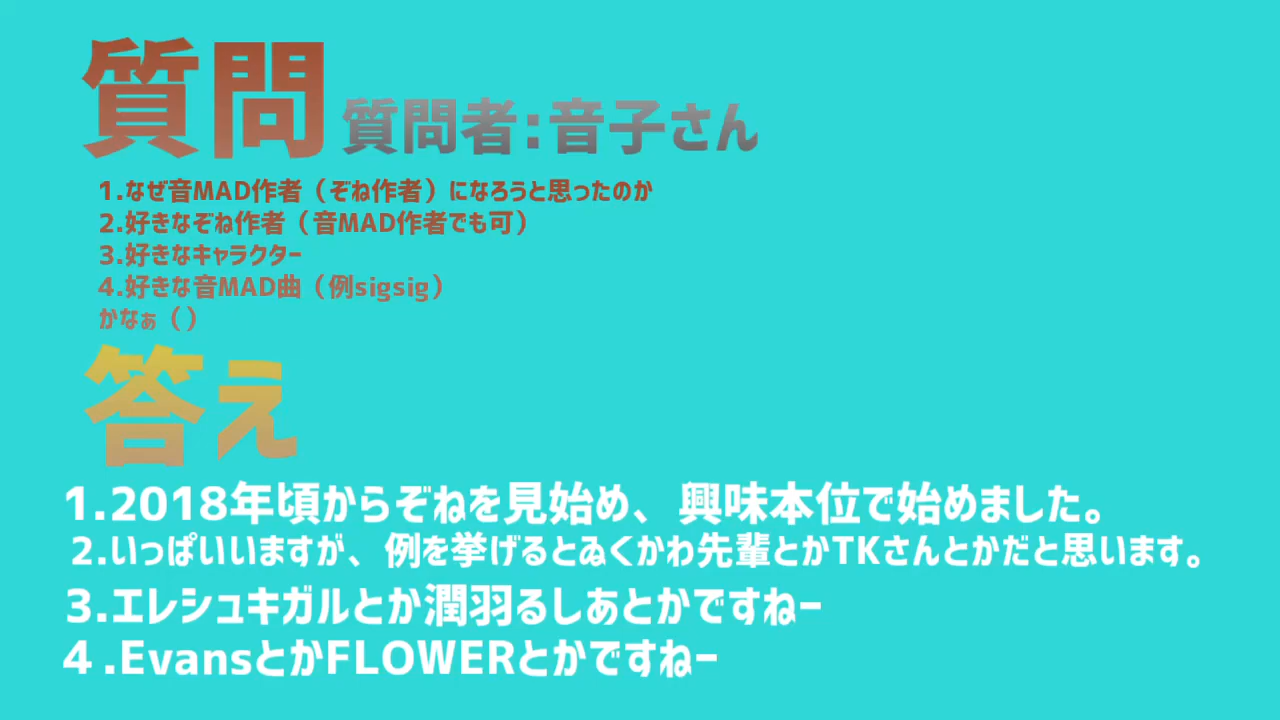 質問 質問者:音子さん
1.なぜ音MAD作者（ぞね作者）になろうと思ったのか
2.好きなぞね作者（音MAD作者でも可）
3.好きなキャラクター
4.好きな音MAD曲（例sigsig）
かなぁ（）
答え
1.2018年頃からぞねを見始め、興味本位で始めました。
2.いっぱいいますが、例を挙げるとゐくかわ先輩とかTKさんとかだと思います。
3.エレシュキガルとか潤羽るしあとかですねー
４.EvansとかFLOWERとかですねー